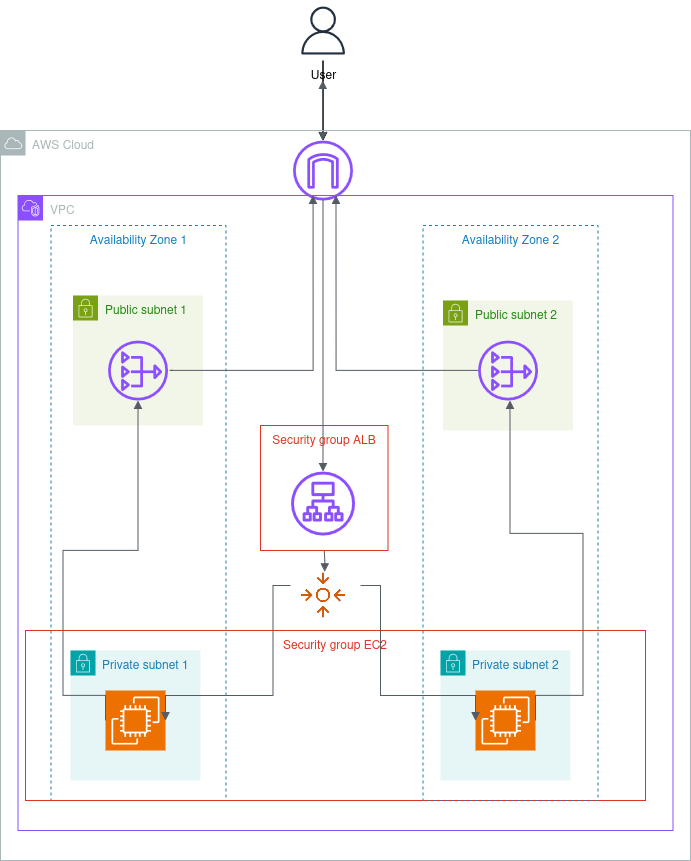 User
AWS Cloud
VPC
Availability Zone 1
Availability Zone 2
Public subnet 1
Public subnet 2
Security group ALB
Security group EC2
Private subnet 1
Private subnet 2